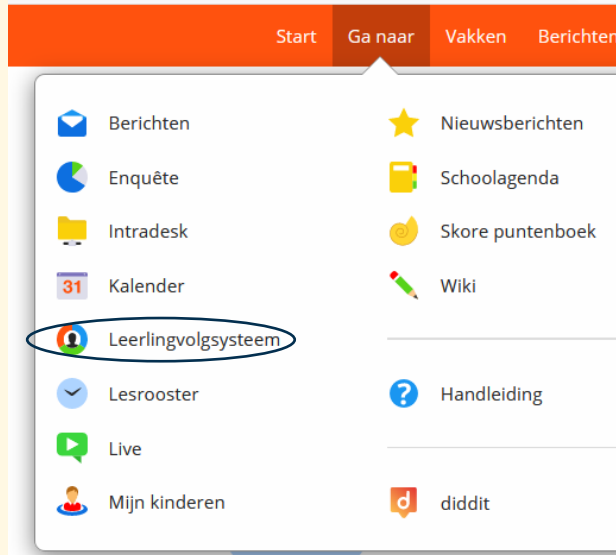 Start Ga naar Vakken Berichten
Berichten
Enquête
Intradesk
31 Kalender
Leerlingvolgsysteem
Lesrooster
Live
Mijn kinderen
Nieuwsberichten
Schoolagenda
Skore puntenboek
Wiki
? Handleiding
d diddit